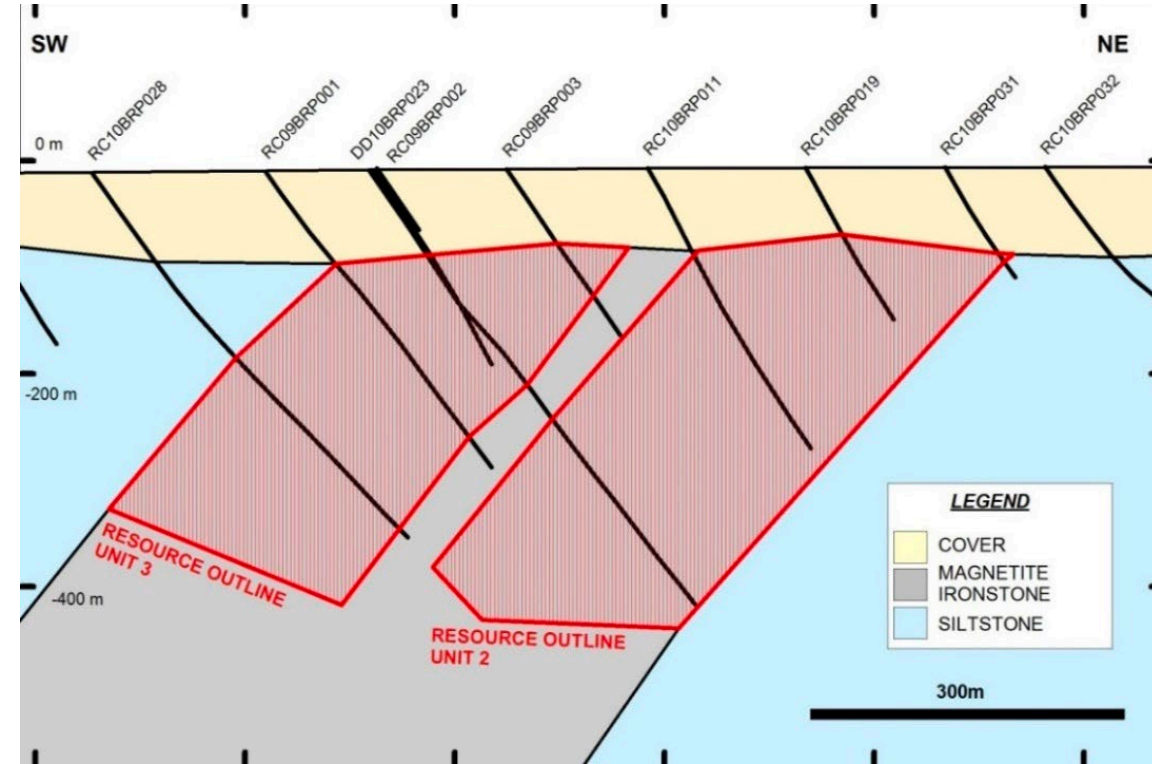 SW
NE
RC10BRP028
RC09BRP001
DD10BRP023
RC09BRP002
RC09BRP003
RC10BRP011
RC10BRP019
RC10BRP031
RC10BRP032
0 m
-200 m
-400 m
RESOURCE OUTLINE
UNIT 3
RESOURCE OUTLINE
UNIT 2
LEGEND
COVER
MAGNETITE
IRONSTONE
SILTSTONE
300m